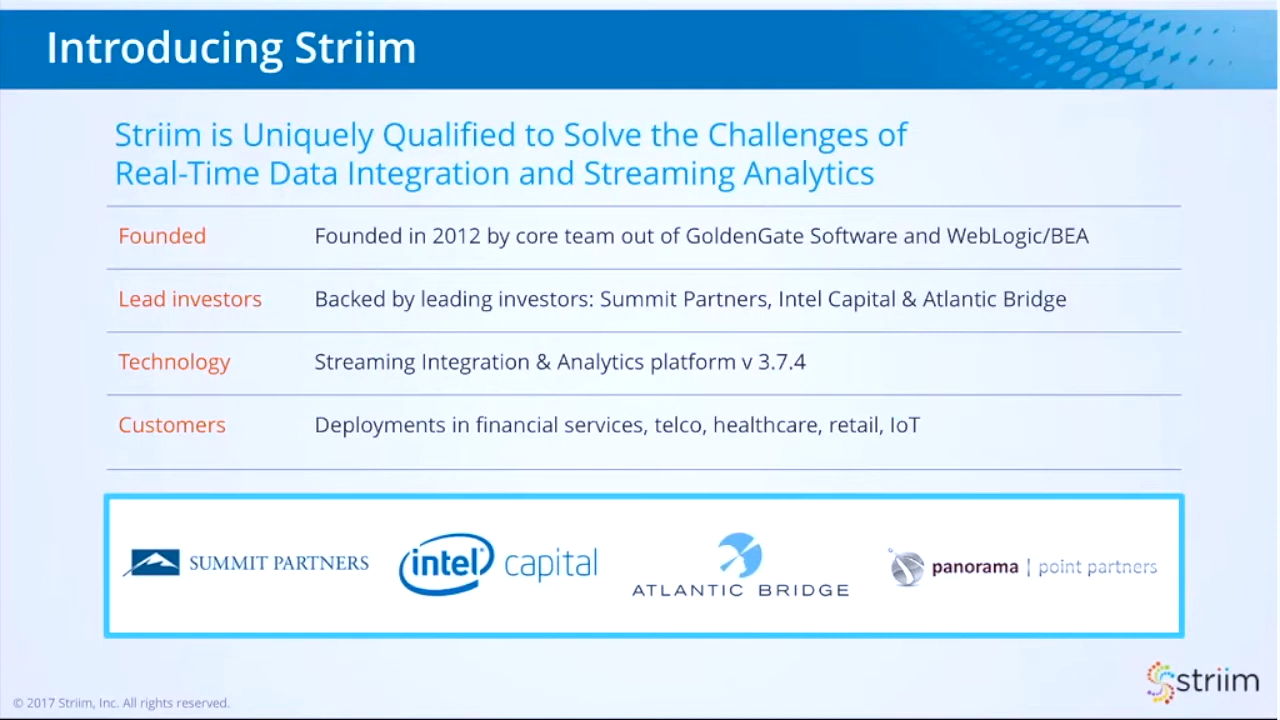 Introducing Striim
Striim is Uniquely Qualified to Solve the Challenges of
Real-Time Data Integration and Streaming Analytics
Founded Founded in 2012 by core team out of GoldenGate Software and WebLogic/BEA
Lead investors Backed by leading investors: Summit Partners, Intel Capital & Atlantic Bridge
Technology Streaming Integration & Analytics platform v 3.7.4
Customers Deployments in financial services, telco, healthcare, retail, IoT
SUMMIT PARTNERS
intel capital
ATLANTIC BRIDGE
panorama | point partners
striim
© 2017 Striim, Inc. All rights reserved.